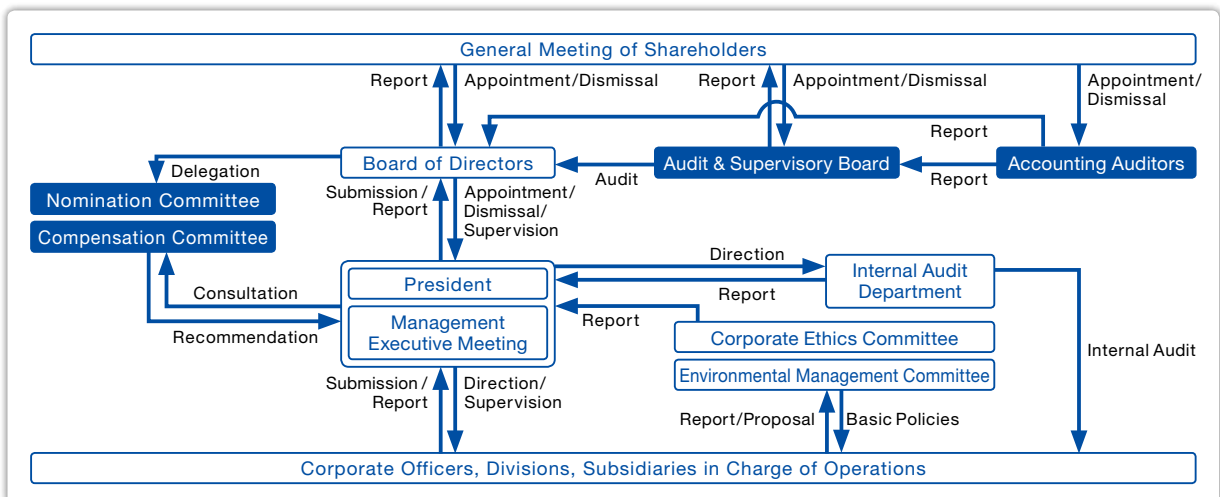 General Meeting of Shareholders
Report
Appointment/Dismissal
Report
Appointment/Dismissal
Appointment/
Dismissal
Report
Board of Directors
Audit & Supervisory Board
Accounting Auditors
Delegation
Audit
Report
Nomination Committee
Compensation Committee
Submission /
Report
Appointment/
Dismissal/
Supervision
Direction
Internal Audit
Department
President
Consultation
Report
Management
Executive Meeting
Recommendation
Report
Corporate Ethics Committee
Internal Audit
Environmental Management Committee
Submission /
Report
Direction/
Supervision
Report/Proposal
Basic Policies
Corporate Officers, Divisions, Subsidiaries in Charge of Operations